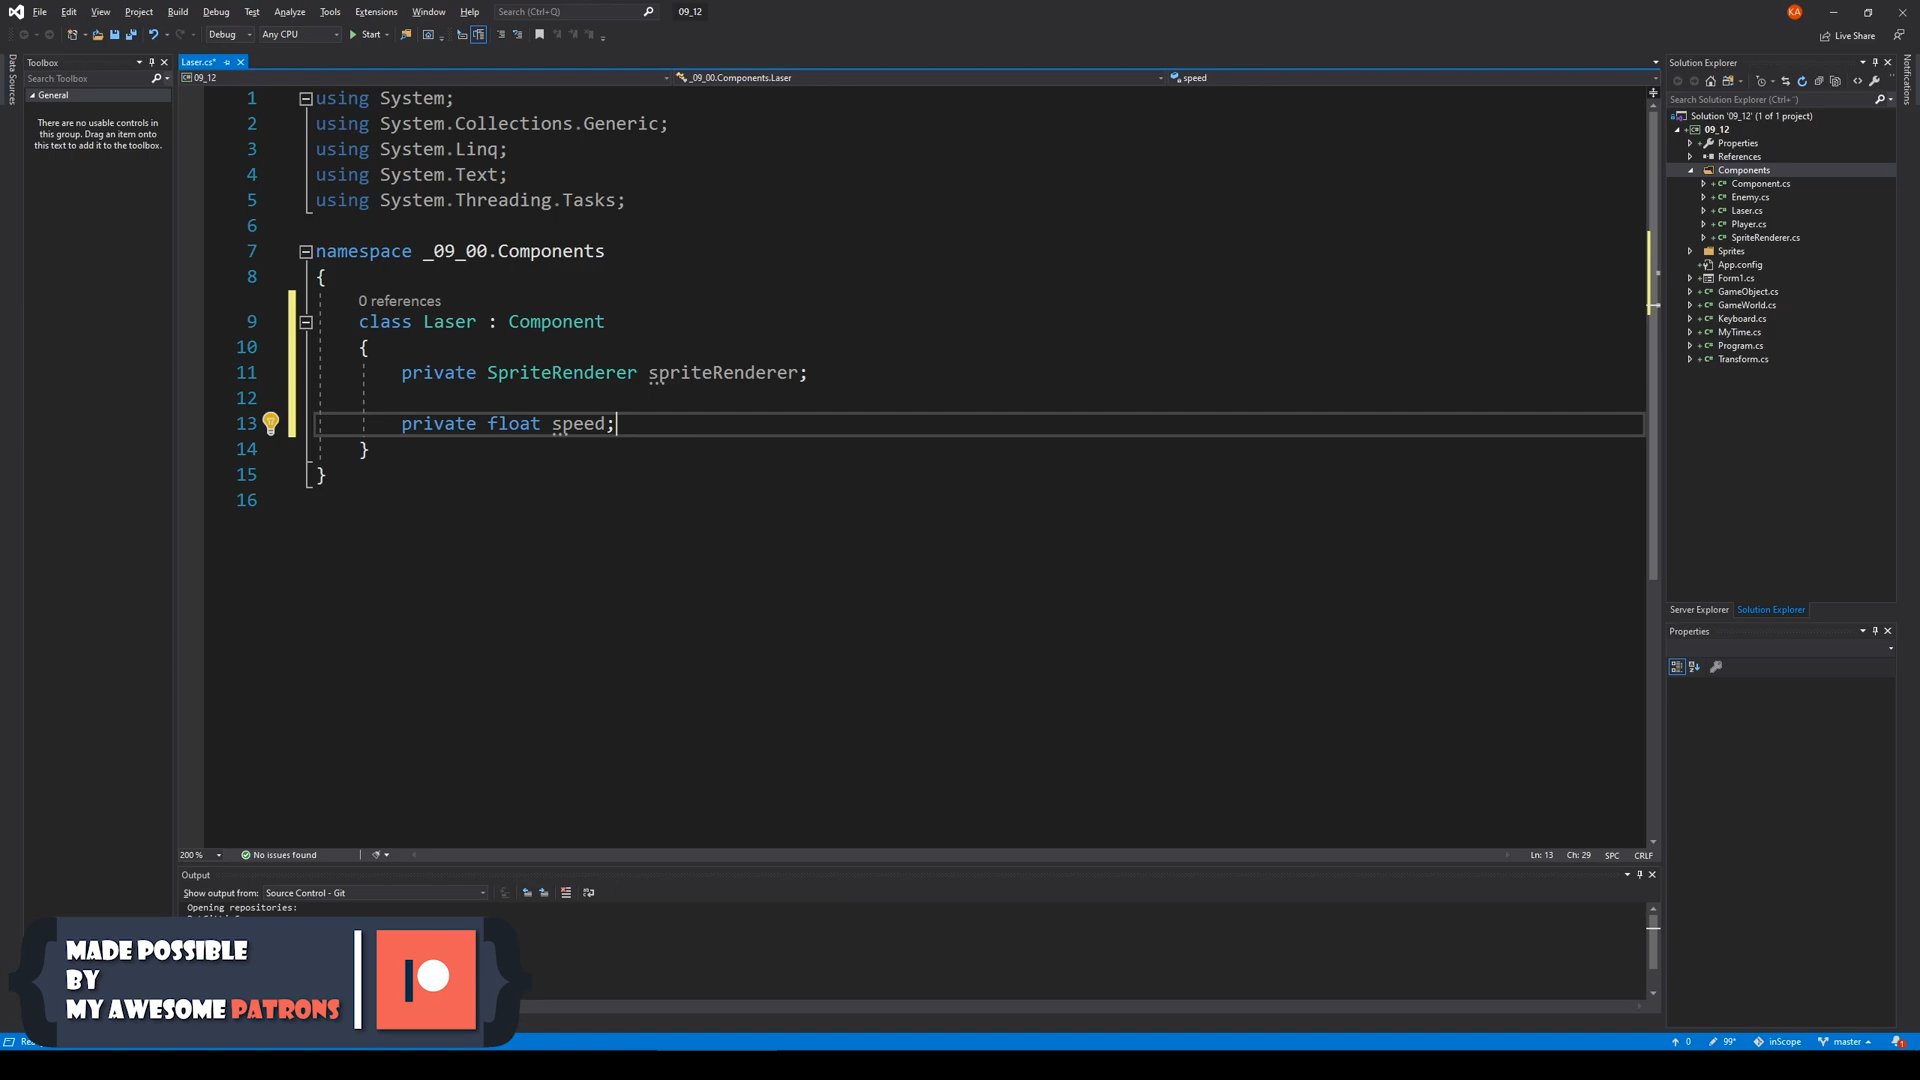 File Edit View Project Build Debug Test Analyze Tools Extensions Window Help Search (Ctrl+Q) 09_12 KA
Debug Any CPU Start Live Share
Data Sources
Toolbox
Search Toolbox
General
There are no usable controls in
this group. Drag an item onto
this text to add it to the toolbox.
Laser.cs*
09_12 _09_00.Components.Laser speed
1 using System;
2 using System.Collections.Generic;
3 using System.Linq;
4 using System.Text;
5 using System.Threading.Tasks;
6
7 namespace _09_00.Components
8 {
0 references
9 class Laser : Component
10 {
11 private SpriteRenderer spriteRenderer;
12
13 private float speed;
14 }
15 }
16
200 % No issues found Ln: 13 Ch: 29 SPC CRLF
Output
Show output from: Source Control - Git
Opening repositories:
MADE POSSIBLE
BY
MY AWESOME PATRONS
Solution Explorer
Search Solution Explorer (Ctrl+¨)
Solution '09_12' (1 of 1 project)
09_12
Properties
References
Components
Component.cs
Enemy.cs
Laser.cs
Player.cs
SpriteRenderer.cs
Sprites
App.config
Form1.cs
GameObject.cs
GameWorld.cs
Keyboard.cs
MyTime.cs
Program.cs
Transform.cs
Server Explorer Solution Explorer
Properties
Notifications
0 99+ inScope master 1